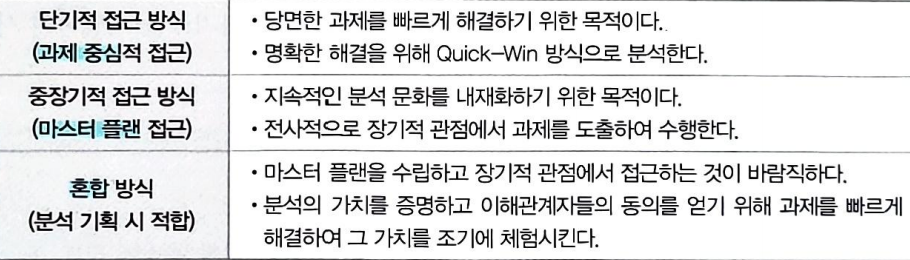 단기적 접근 방식
(과제 중심적 접근)
• 당면한 과제를 빠르게 해결하기 위한 목적이다.
• 명확한 해결을 위해 Quick-Win 방식으로 분석한다.
중장기적 접근 방식
(마스터 플랜 접근)
• 지속적인 분석 문화를 내재화하기 위한 목적이다.
• 전사적으로 장기적 관점에서 과제를 도출하여 수행한다.
혼합 방식
(분석 기획 시 적합)
• 마스터 플랜을 수립하고 장기적 관점에서 접근하는 것이 바람직하다.
• 분석의 가치를 증명하고 이해관계자들의 동의를 얻기 위해 과제를 빠르게
해결하여 그 가치를 조기에 체험시킨다.